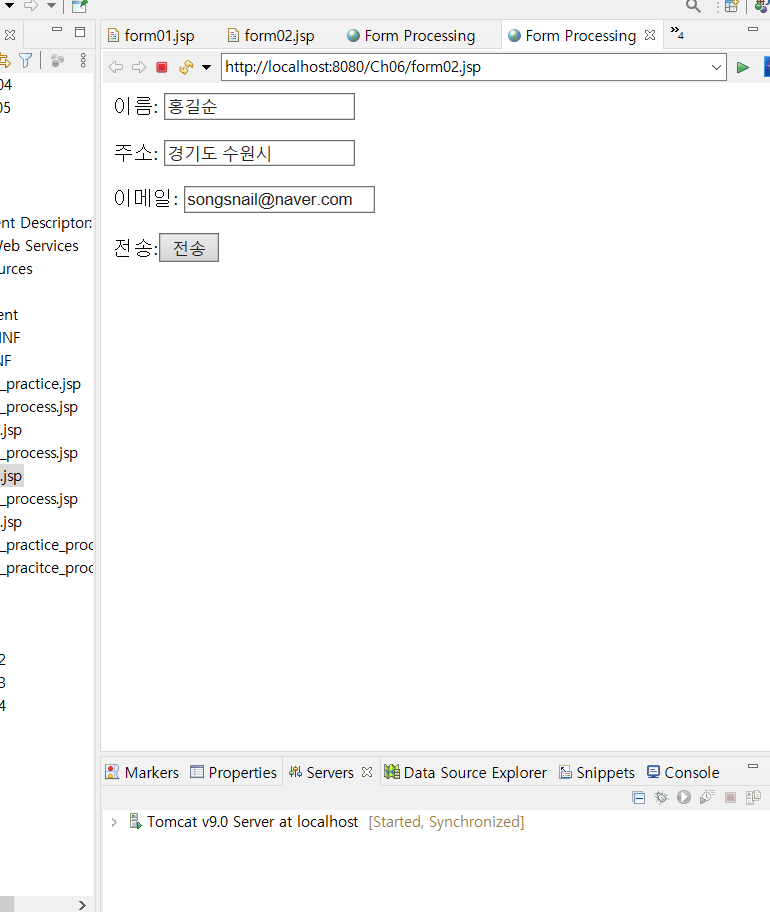 form01.jsp form02.jsp Form Processing Form Processing »4
http://localhost:8080/Ch06/form02.jsp
04
05
ent Descriptor:
Web Services
urces
ent
INF
NF
_practice.jsp
_process.jsp
.jsp
_process.jsp
.jsp
_process.jsp
.jsp
_practice_proc
_pracitce_proc
2
3
4
이름: 홍길순
주소: 경기도 수원시
이메일: songsnail@naver.com
전송: 전송
Markers Properties Servers Data Source Explorer Snippets Console
Tomcat v9.0 Server at localhost [Started, Synchronized]